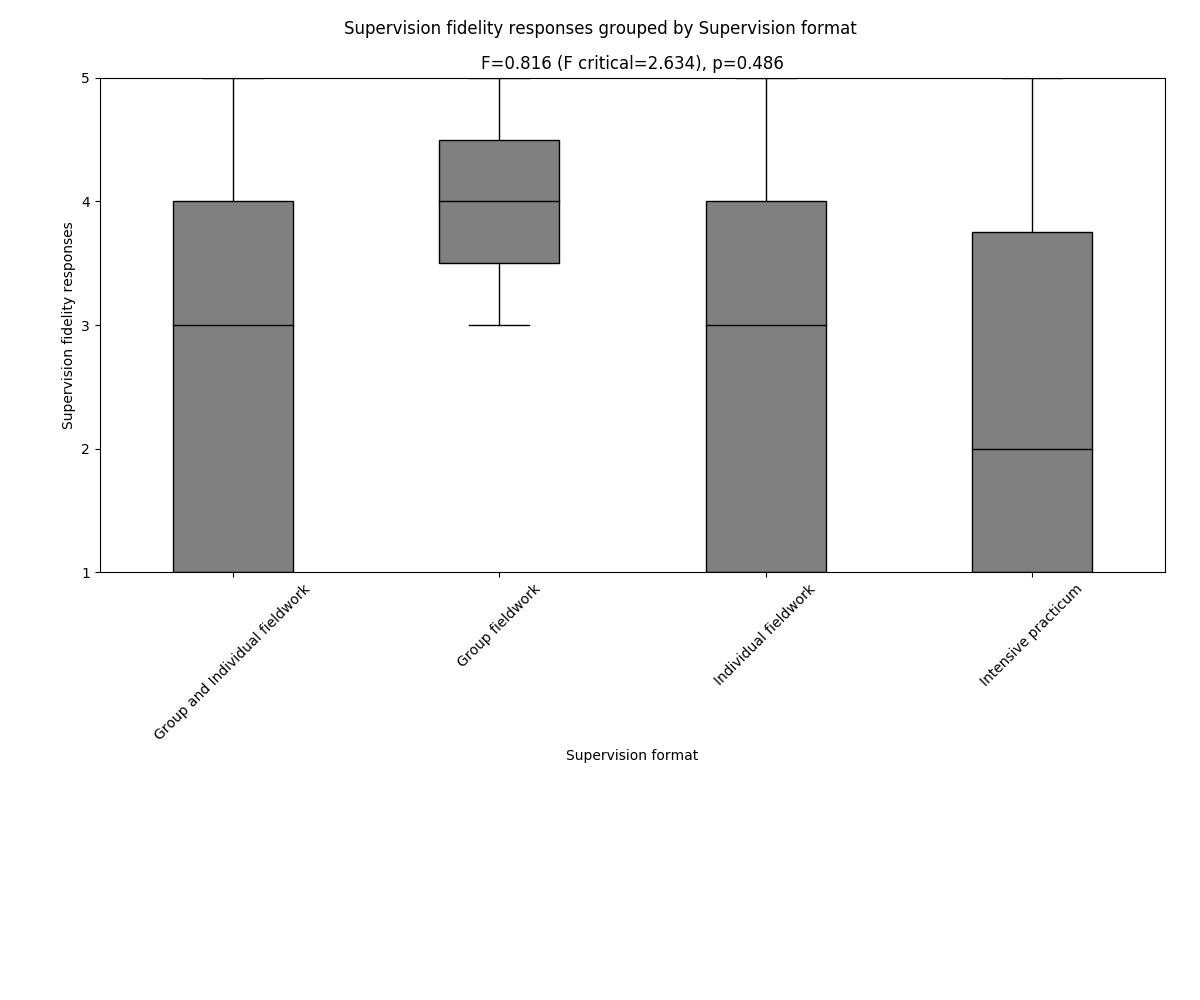 Supervision fidelity responses grouped by Supervision format
F=0.816 (F critical=2.634), p=0.486
5
4
3
2
1
Supervision fidelity responses
Group and Individual fieldwork
Group fieldwork
Individual fieldwork
Intensive practicum
Supervision format